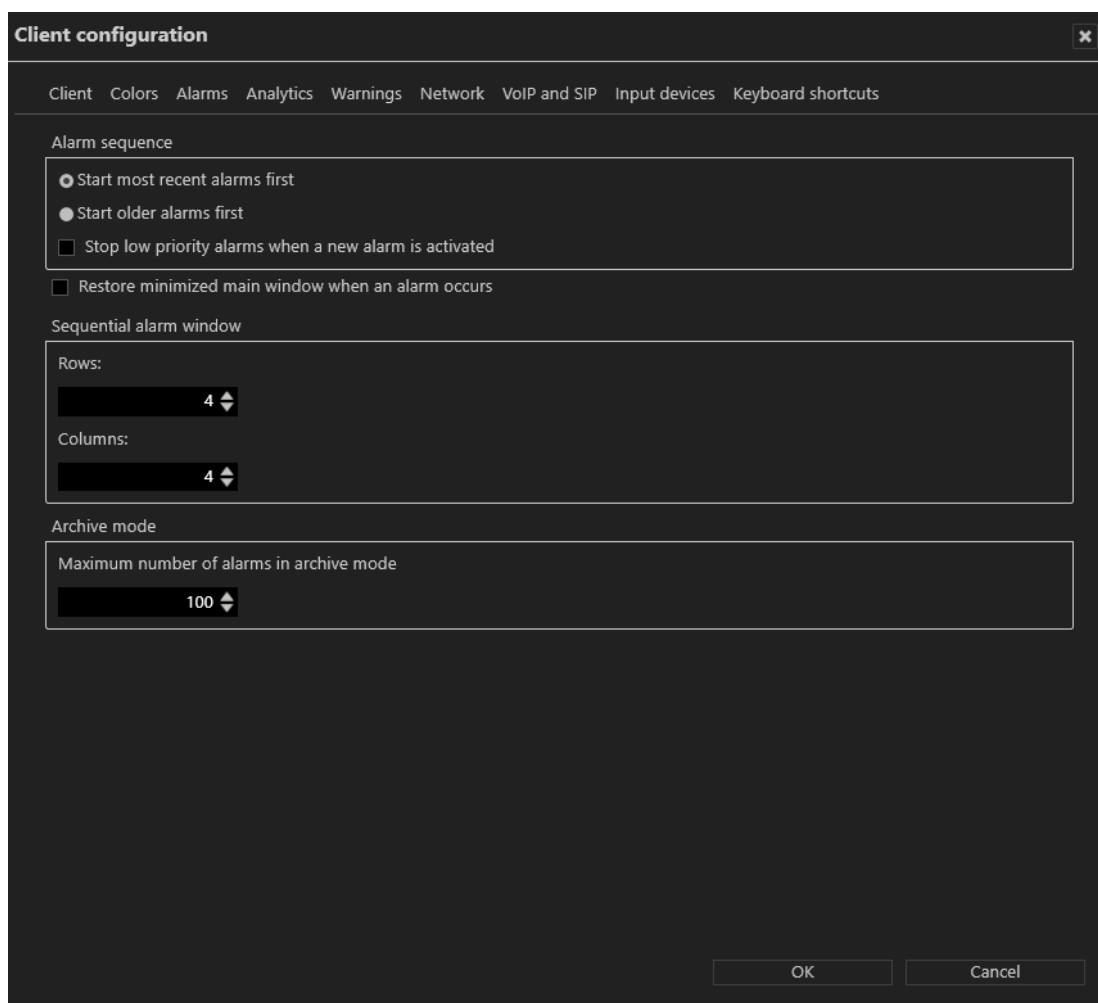 Client configuration
Client Colors Alarms Analytics Warnings Network VoIP and SIP Input devices Keyboard shortcuts
Alarm sequence
Start most recent alarms first
Start older alarms first
Stop low priority alarms when a new alarm is activated
Restore minimized main window when an alarm occurs
Sequential alarm window
Rows:
4
Columns:
4
Archive mode
Maximum number of alarms in archive mode
100
OK Cancel